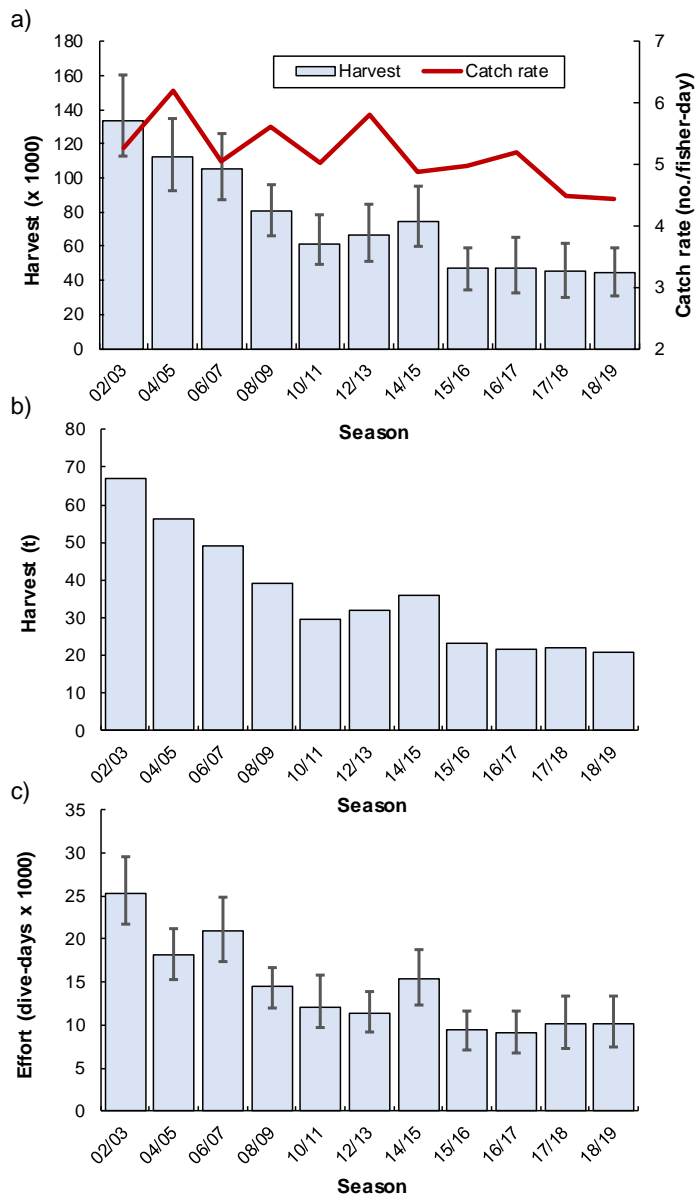 a)
Harvest (x 1000)
180
160
140
120
100
80
60
40
20
0
Harvest
Catch rate
7
6
5
4
3
2
Catch rate (no./fisher-day)
02/03 04/05 06/07 08/09 10/11 12/13 14/15 15/16 16/17 17/18 18/19
Season
b)
Harvest (t)
80
70
60
50
40
30
20
10
0
02/03 04/05 06/07 08/09 10/11 12/13 14/15 15/16 16/17 17/18 18/19
Season
c)
Effort (dive-days x 1000)
35
30
25
20
15
10
5
0
02/03 04/05 06/07 08/09 10/11 12/13 14/15 15/16 16/17 17/18 18/19
Season